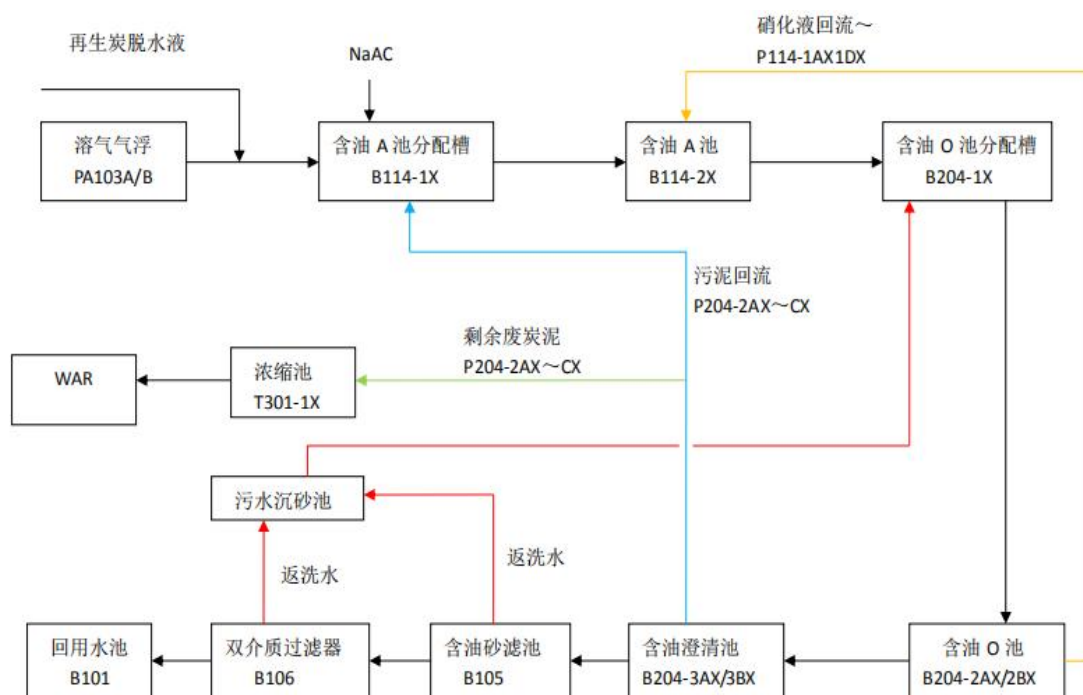 再生炭脱水液
NaAC
硝化液回流～
P114-1AX1DX
溶气气浮
PA103A/B
含油 A 池分配槽
B114-1X
含油 A 池
B114-2X
含油 O 池分配槽
B204-1X
污泥回流
P204-2AX～CX
剩余废炭泥
P204-2AX～CX
WAR
浓缩池
T301-1X
污水沉砂池
返洗水
返洗水
回用水池
B101
双介质过滤器
B106
含油砂滤池
B105
含油澄清池
B204-3AX/3BX
含油 O 池
B204-2AX/2BX